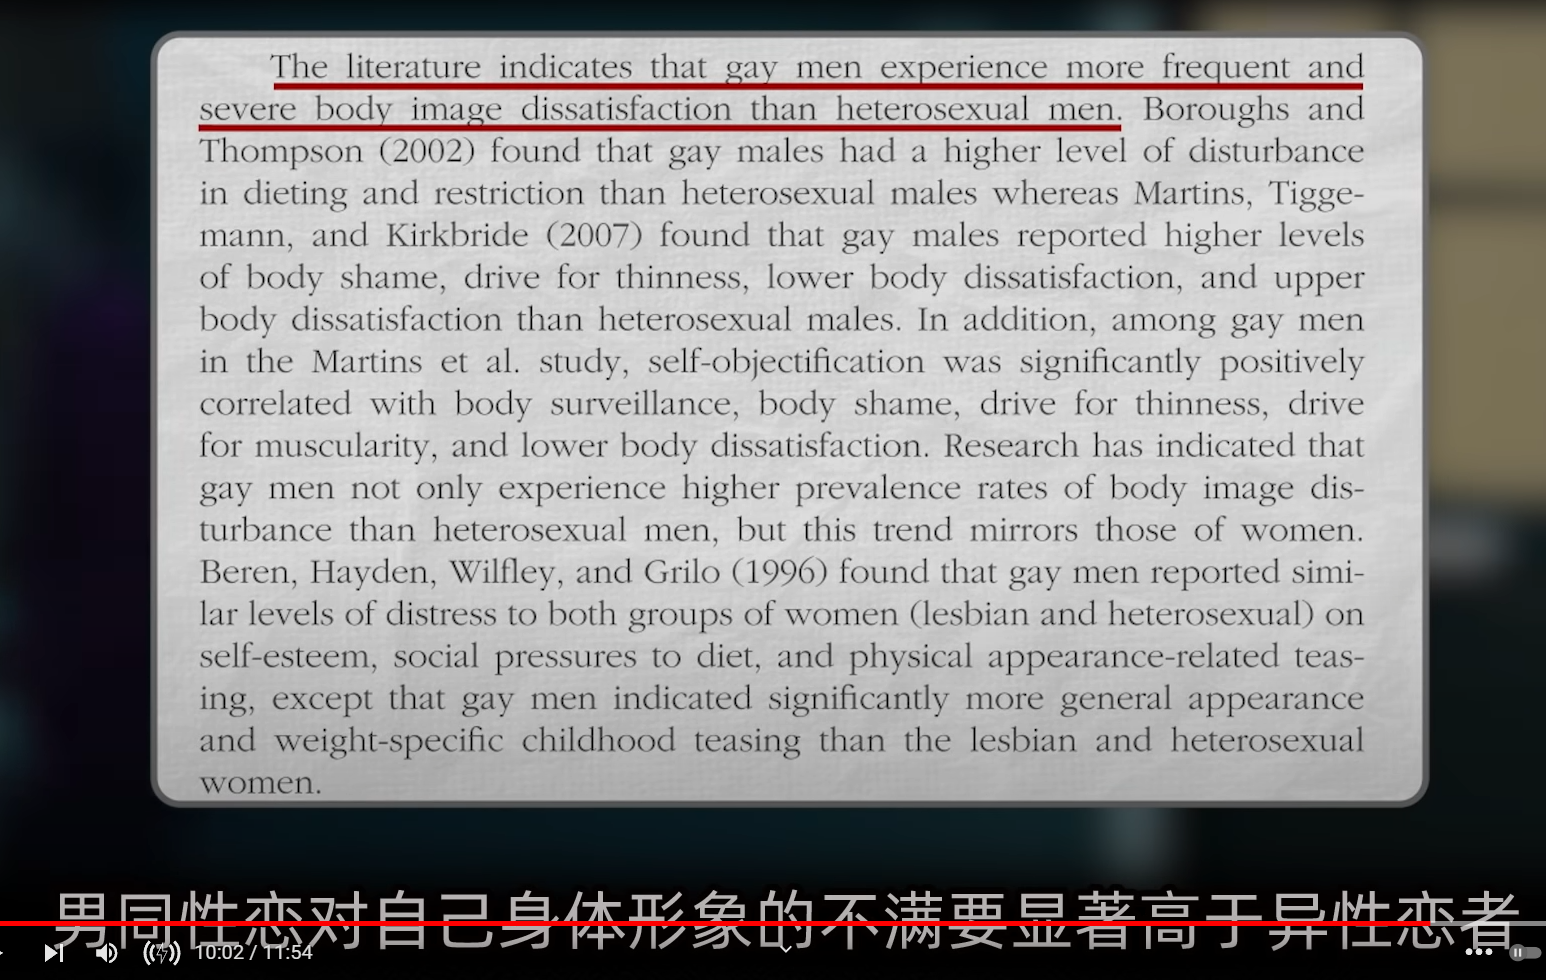 The literature indicates that gay men experience more frequent and
severe body image dissatisfaction than heterosexual men. Boroughs and
Thompson (2002) found that gay males had a higher level of disturbance
in dieting and restriction than heterosexual males whereas Martins, Tigge-
mann, and Kirkbride (2007) found that gay males reported higher levels
of body shame, drive for thinness, lower body dissatisfaction, and upper
body dissatisfaction than heterosexual males. In addition, among gay men
in the Martins et al. study, self-objectification was significantly positively
correlated with body surveillance, body shame, drive for thinness, drive
for muscularity, and lower body dissatisfaction. Research has indicated that
gay men not only experience higher prevalence rates of body image dis-
turbance than heterosexual men, but this trend mirrors those of women.
Beren, Hayden, Wilfley, and Grilo (1996) found that gay men reported simi-
lar levels of distress to both groups of women (lesbian and heterosexual) on
self-esteem, social pressures to diet, and physical appearance-related teas-
ing, except that gay men indicated significantly more general appearance
and weight-specific childhood teasing than the lesbian and heterosexual
women.
男同性恋对自己身体形象的不满要显著高于异性恋者
10:02 / 11:54